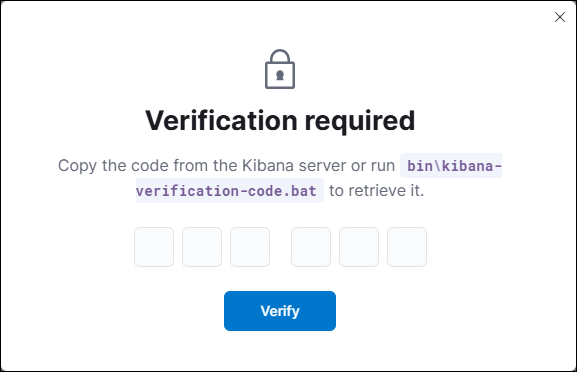 Verification required
Copy the code from the Kibana server or run bin\kibana-
verification-code.bat to retrieve it.
Verify